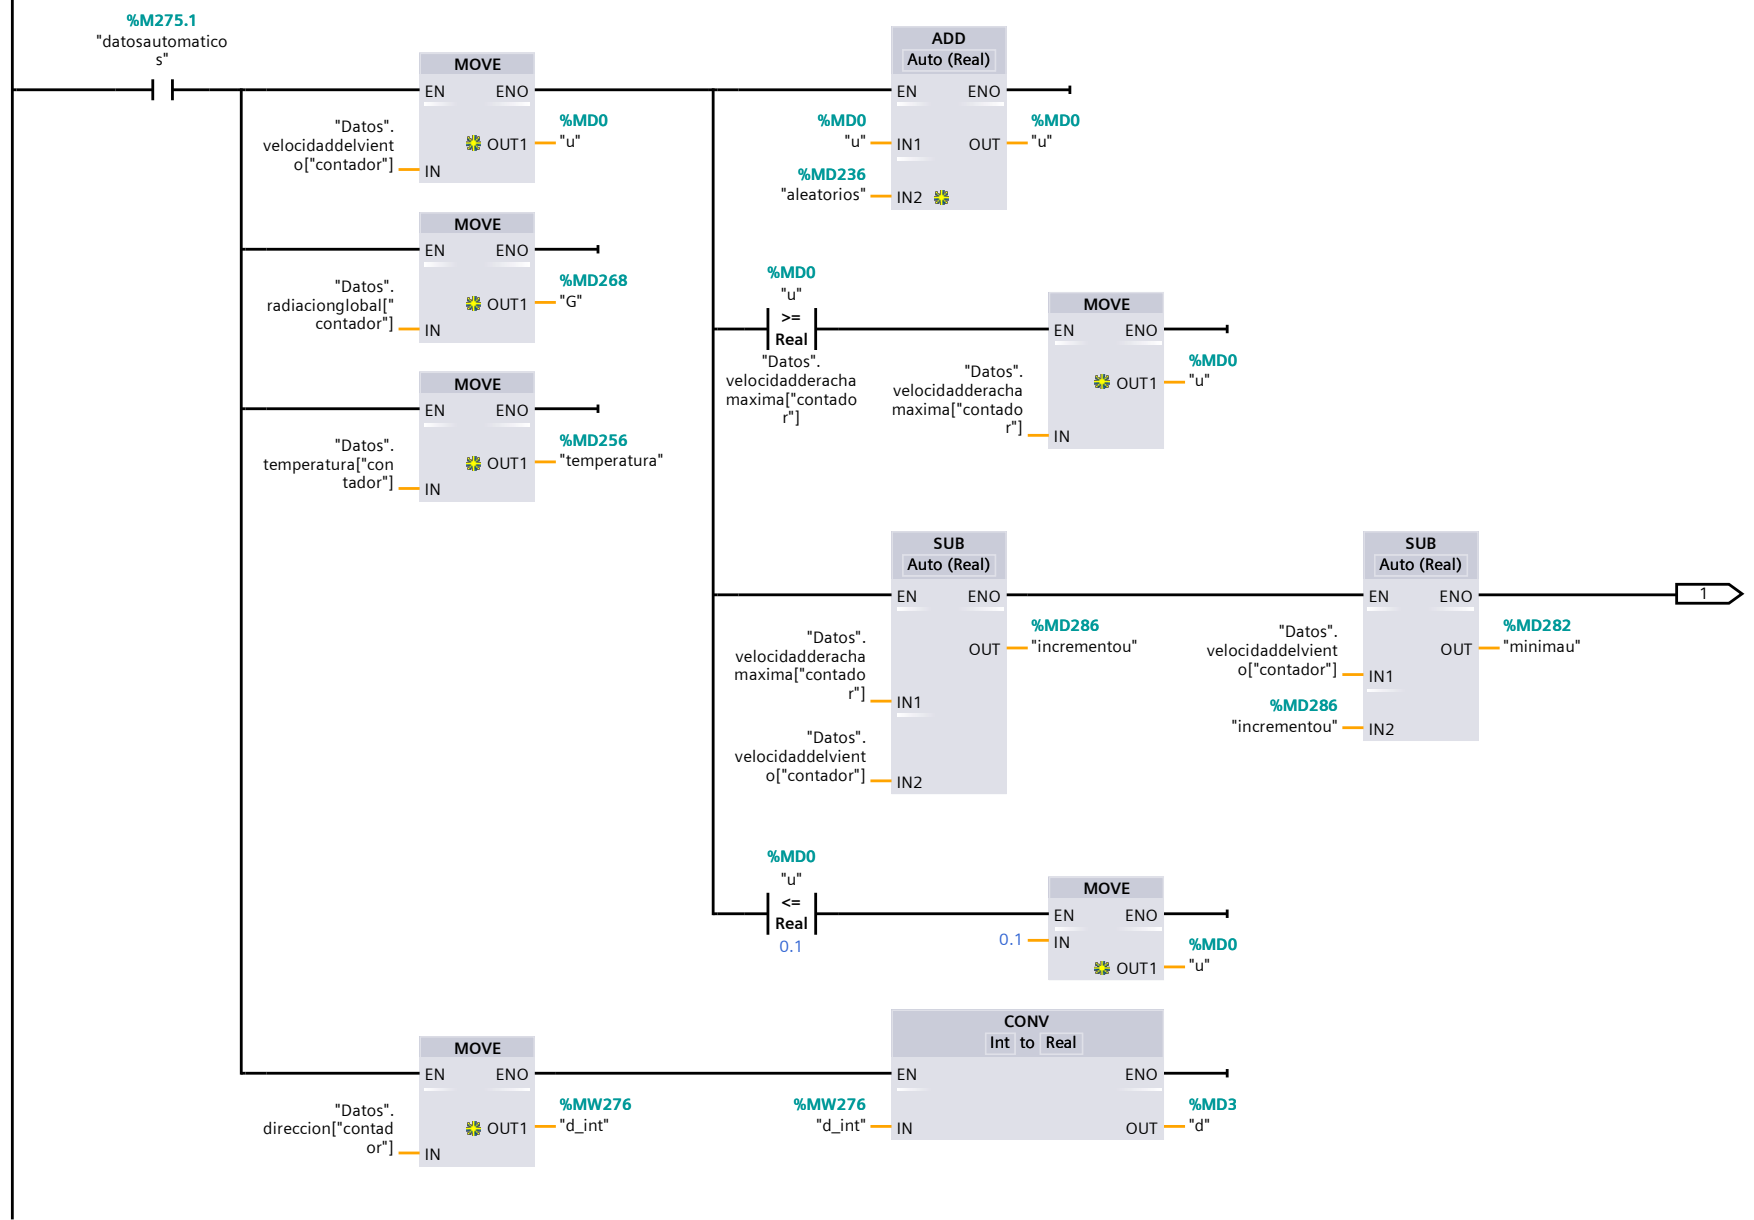 %M275.1
"datosautomatico
s"
MOVE
EN ENO
"Datos".
velocidaddelvient
o["contador"]
IN
OUT1
%MD0
"u"
ADD
Auto (Real)
EN ENO
%MD0
"u"
IN1
OUT
%MD0
"u"
%MD236
"aleatorios"
IN2
MOVE
EN ENO
"Datos".
radiacionglobal["
contador"]
IN
OUT1
%MD268
"G"
%MD0
"u"
>=
Real
"Datos".
velocidadderacha
maxima["contado
r"]
MOVE
EN ENO
"Datos".
velocidadderacha
maxima["contado
r"]
IN
OUT1
%MD0
"u"
MOVE
EN ENO
"Datos".
temperatura["con
tador"]
IN
OUT1
%MD256
"temperatura"
SUB
Auto (Real)
EN ENO
"Datos".
velocidadderacha
maxima["contado
r"]
IN1
"Datos".
velocidaddelvient
o["contador"]
IN2
OUT
%MD286
"incrementou"
SUB
Auto (Real)
EN ENO
"Datos".
velocidaddelvient
o["contador"]
IN1
%MD286
"incrementou"
IN2
OUT
%MD282
"minimau"
1
%MD0
"u"
<=
Real
0.1
MOVE
EN ENO
0.1
IN
OUT1
%MD0
"u"
MOVE
EN ENO
"Datos".
direccion["contad
or"]
IN
OUT1
%MW276
"d_int"
CONV
Int to Real
EN ENO
%MW276
"d_int"
IN
OUT
%MD3
"d"